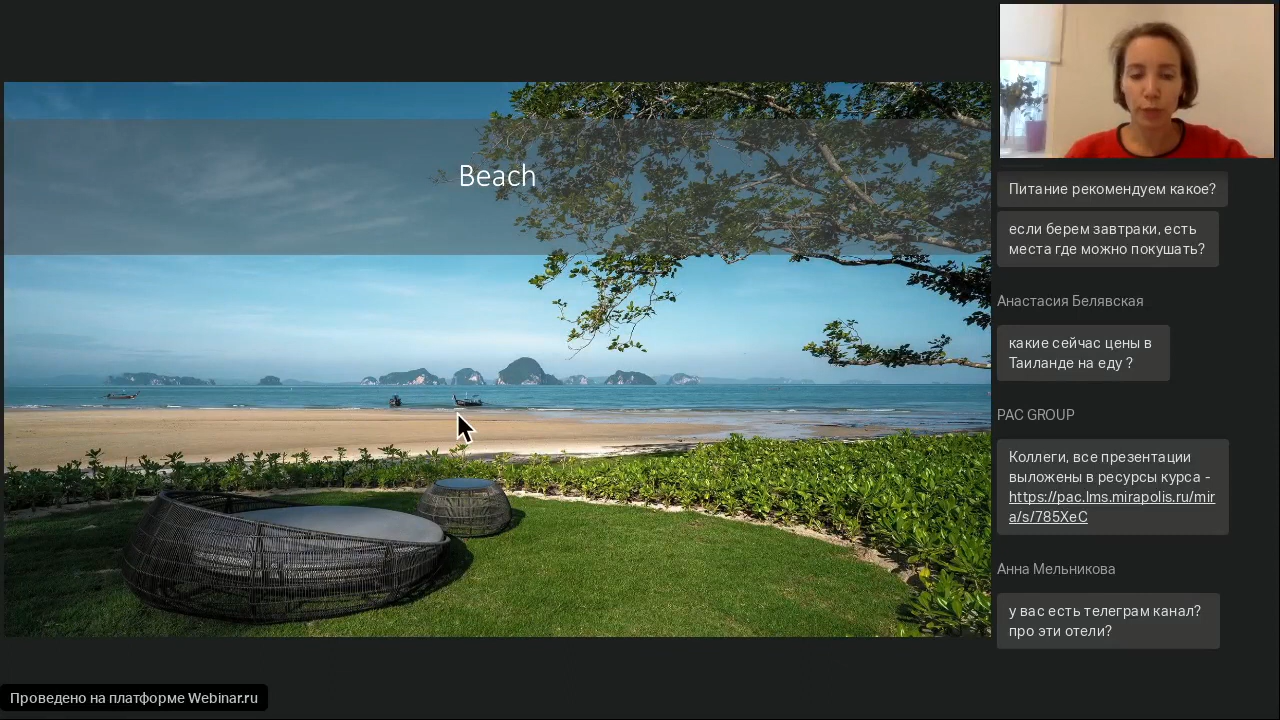 Beach
Питание рекомендуем какое?
если берем завтраки, есть
места где можно покушать?
Анастасия Белявская
какие сейчас цены в
Таиланде на еду ?
PAC GROUP
Коллеги, все презентации
выложены в ресурсы курса -
https://pac.lms.mirapolis.ru/mir
a/s/785XeC
Анна Мельникова
у вас есть телеграм канал?
про эти отели?
Проведено на платформе Webinar.ru